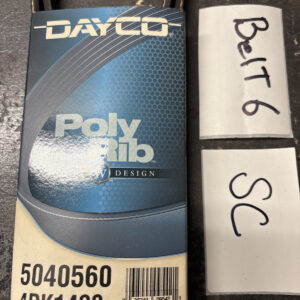 DAYCO
Poly
Rib
W DESIGN
5040560
Belt 6
SC